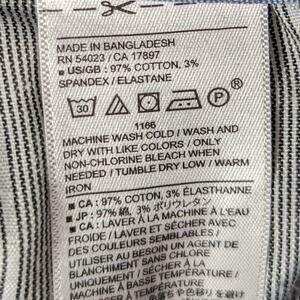 MADE IN BANGLADESH
RN 54023 / CA 17897
■ US/GB : 97% COTTON, 3%
SPANDEX / ELASTANE
30
1166
MACHINE WASH COLD / WASH AND
DRY WITH LIKE COLORS / ONLY
NON-CHLORINE BLEACH WHEN
NEEDED / TUMBLE DRY LOW / WARM
IRON
■ CA : 97% COTON, 3% ÉLASTHANNE
■ JP : 97% 綿, 3% ポリウレタン
■ CA : LAVER À LA MACHINE À L'EAU
FROIDE / LAVER ET SÉCHER AVEC
DES COULEURS SEMBLABLES /
UTILISER AU BESOIN UN AGENT DE
BLANCHIMENT SANS CHLORE
UNIQUEMENT / SÉCHER À LA
MACHINE À BASSE TEMPÉRATURE /
À BASSE TEMPÉRATURE